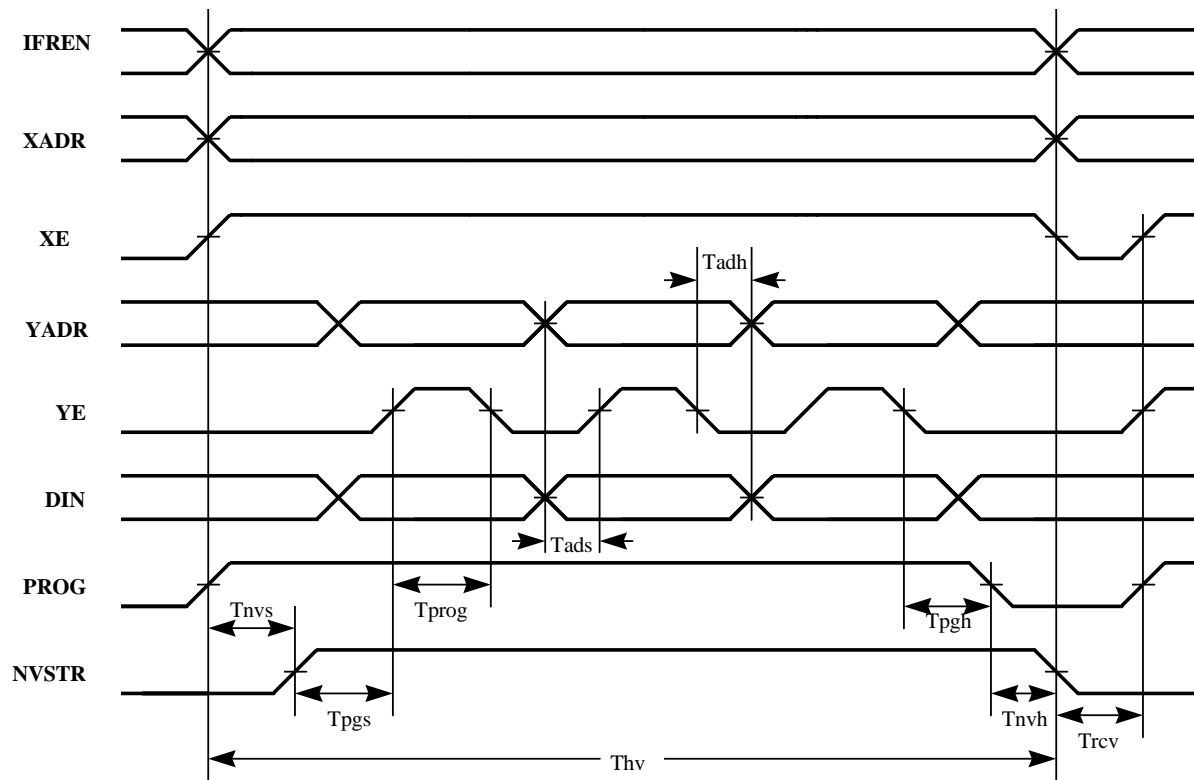 IFREN
XADR
XE
Tadh
YADR
YE
DIN
Tads
PROG
Tnvs
Tprog
Tpgh
NVSTR
Tpgs
Tnvh
Trcv
Thv